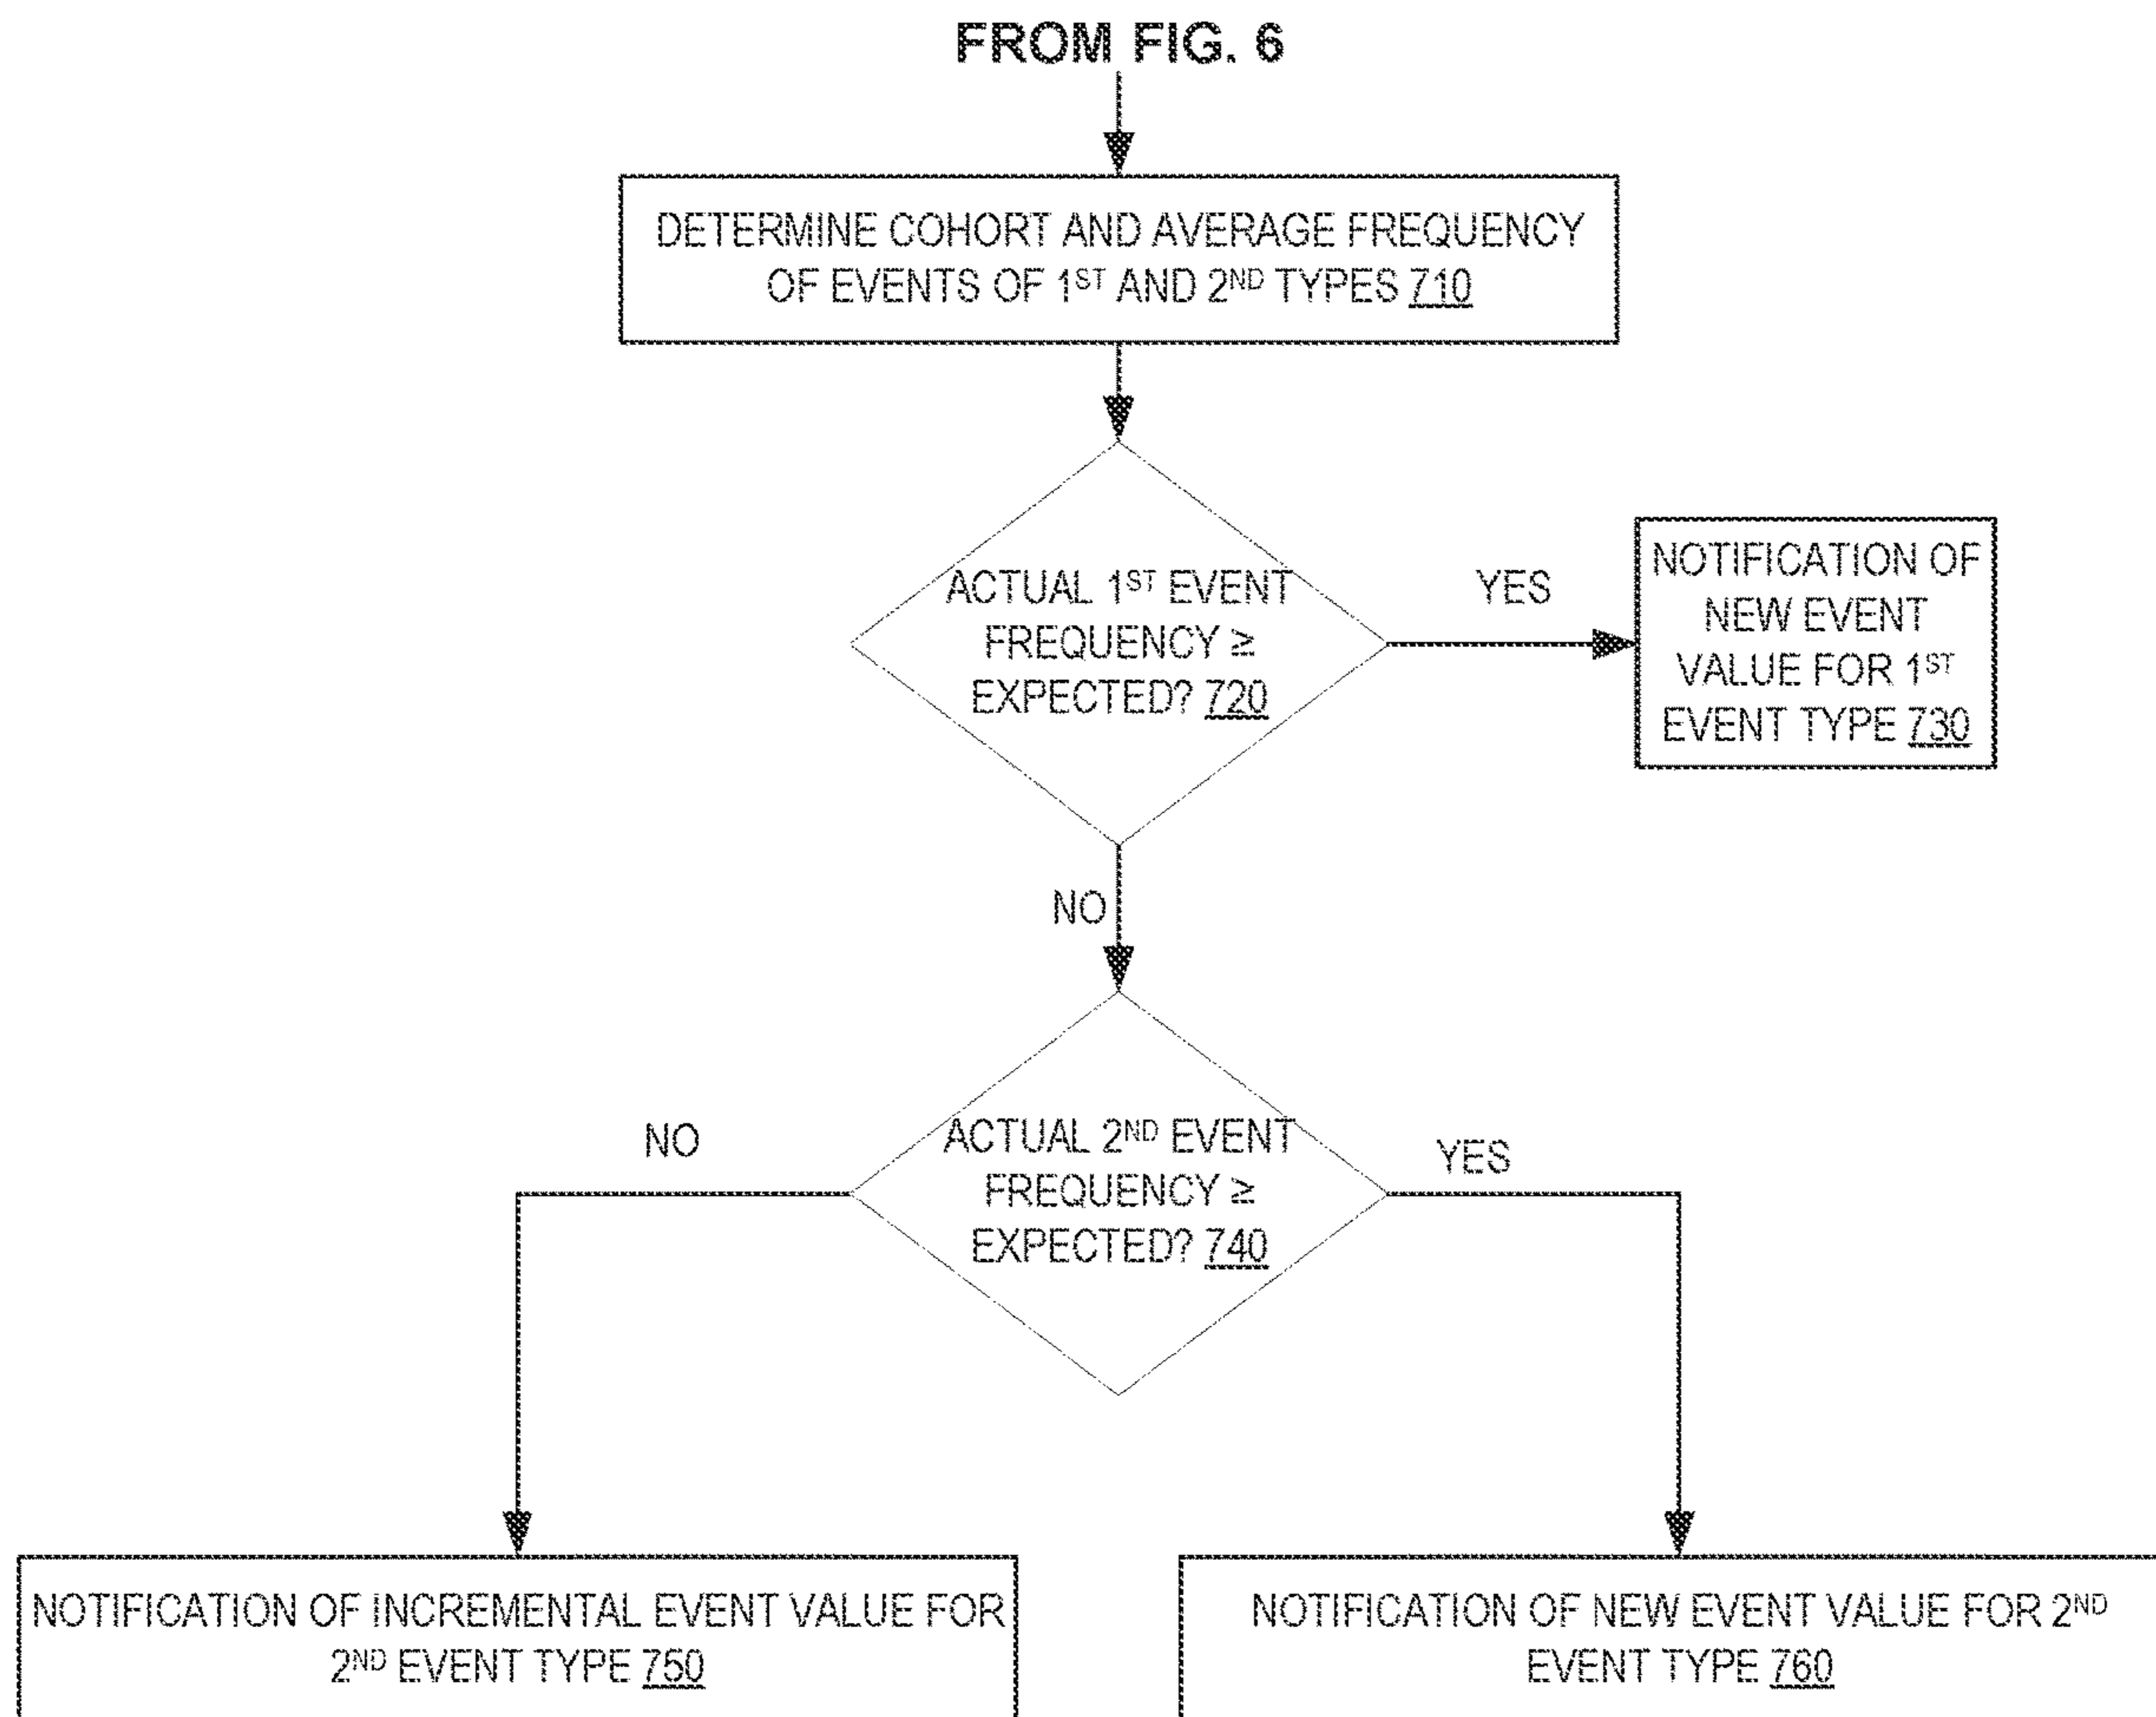 FROM FIG. 6
DETERMINE COHORT AND AVERAGE FREQUENCY
OF EVENTS OF 1ST AND 2ND TYPES 710
ACTUAL 1ST EVENT
FREQUENCY ≥
EXPECTED? 720
YES
NOTIFICATION OF
NEW EVENT
VALUE FOR 1ST
EVENT TYPE 730
NO
ACTUAL 2ND EVENT
FREQUENCY ≥
EXPECTED? 740
NO
YES
NOTIFICATION OF INCREMENTAL EVENT VALUE FOR
2ND EVENT TYPE 750
NOTIFICATION OF NEW EVENT VALUE FOR 2ND
EVENT TYPE 760